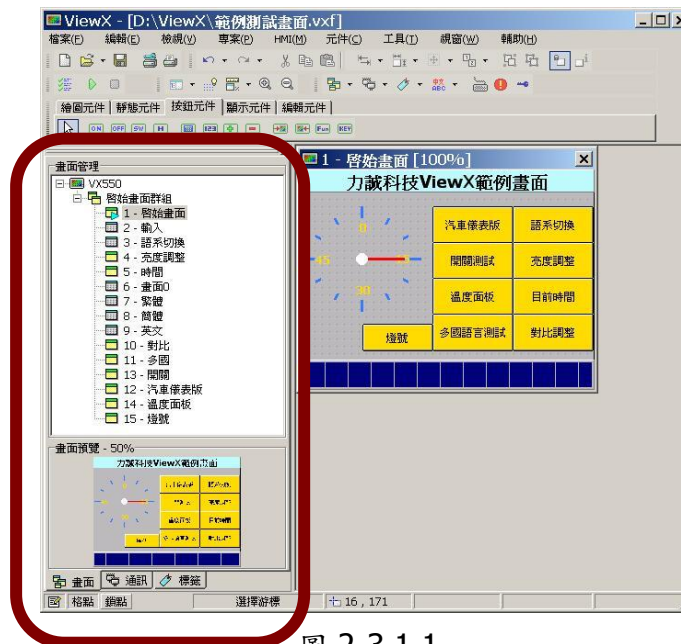 ViewX - [D:\ViewX\範例測試畫面.vxf]
檔案(F) 編輯(E) 檢視(V) 專案(P) HMI(M) 元件(C) 工具(T) 視窗(W) 輔助(H)
繪圖元件 靜態元件 按鈕元件 顯示元件 編輯元件
ON OFF SW H 123 Fun KEY
畫面管理
VX550
啓始畫面群組
1 - 啓始畫面
2 - 輸入
3 - 語系切換
4 - 亮度調整
5 - 時間
6 - 畫面0
7 - 繁體
8 - 簡體
9 - 英文
10 - 對比
11 - 多國
13 - 開關
12 - 汽車儀表版
14 - 溫度面板
15 - 燈號
畫面預覽 - 50%
力誠科技ViewX範例畫面
畫面 通訊 標籤
格點 鎖點 選擇游標 16 , 171
1 - 啓始畫面 [100%]
力誠科技ViewX範例畫面
汽車儀表版 語系切換
開關測試 亮度調整
溫度面板 目前時間
燈號 多國語言測試 對比調整
0
45
30
圖 2.3.1.1